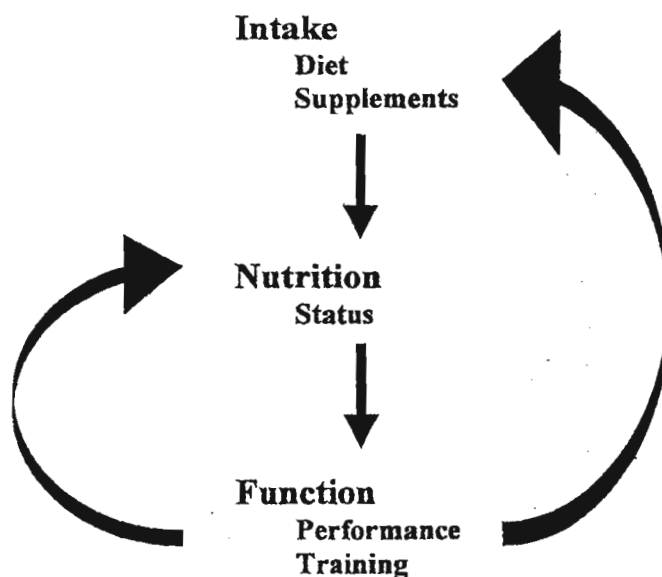 Intake
Diet
Supplements
Nutrition
Status
Function
Performance
Training